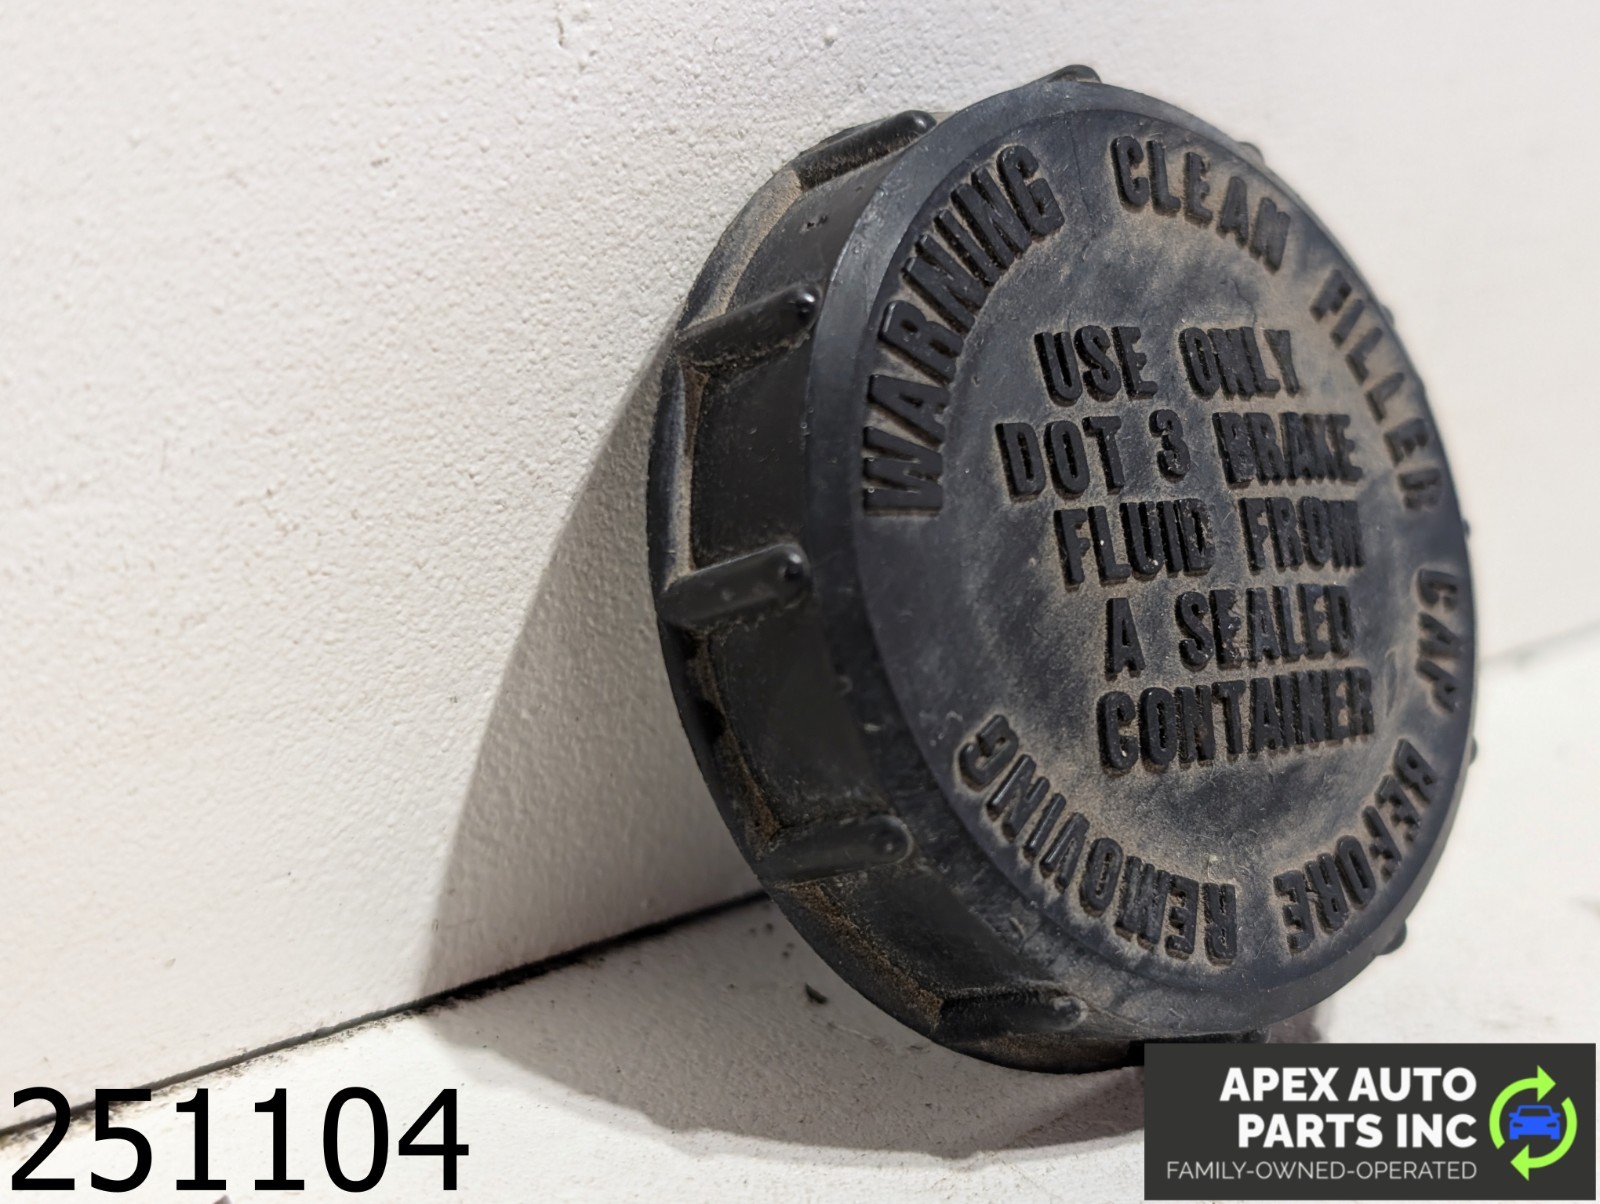 WARNING CLEAN FILLER CAP BEFORE REMOVING
USE ONLY
DOT 3 BRAKE
FLUID FROM
A SEALED
CONTAINER
251104
APEX AUTO
PARTS INC
FAMILY-OWNED-OPERATED